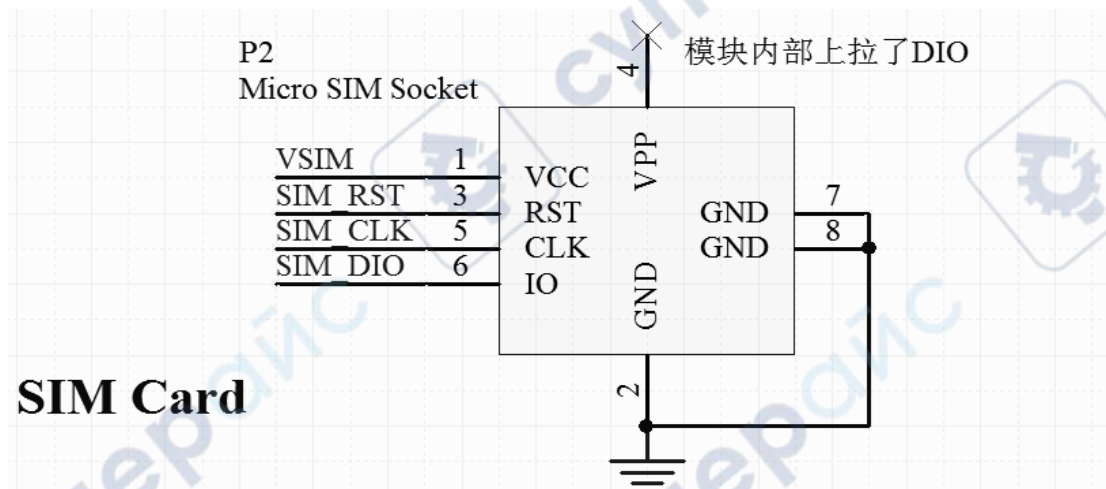 P2
Micro SIM Socket
4
模块内部上拉了DIO
VSIM 1
SIM_RST 3
SIM_CLK 5
SIM_DIO 6
VCC
RST
CLK
IO
VPP
GND
GND 7
GND 8
2
SIM Card